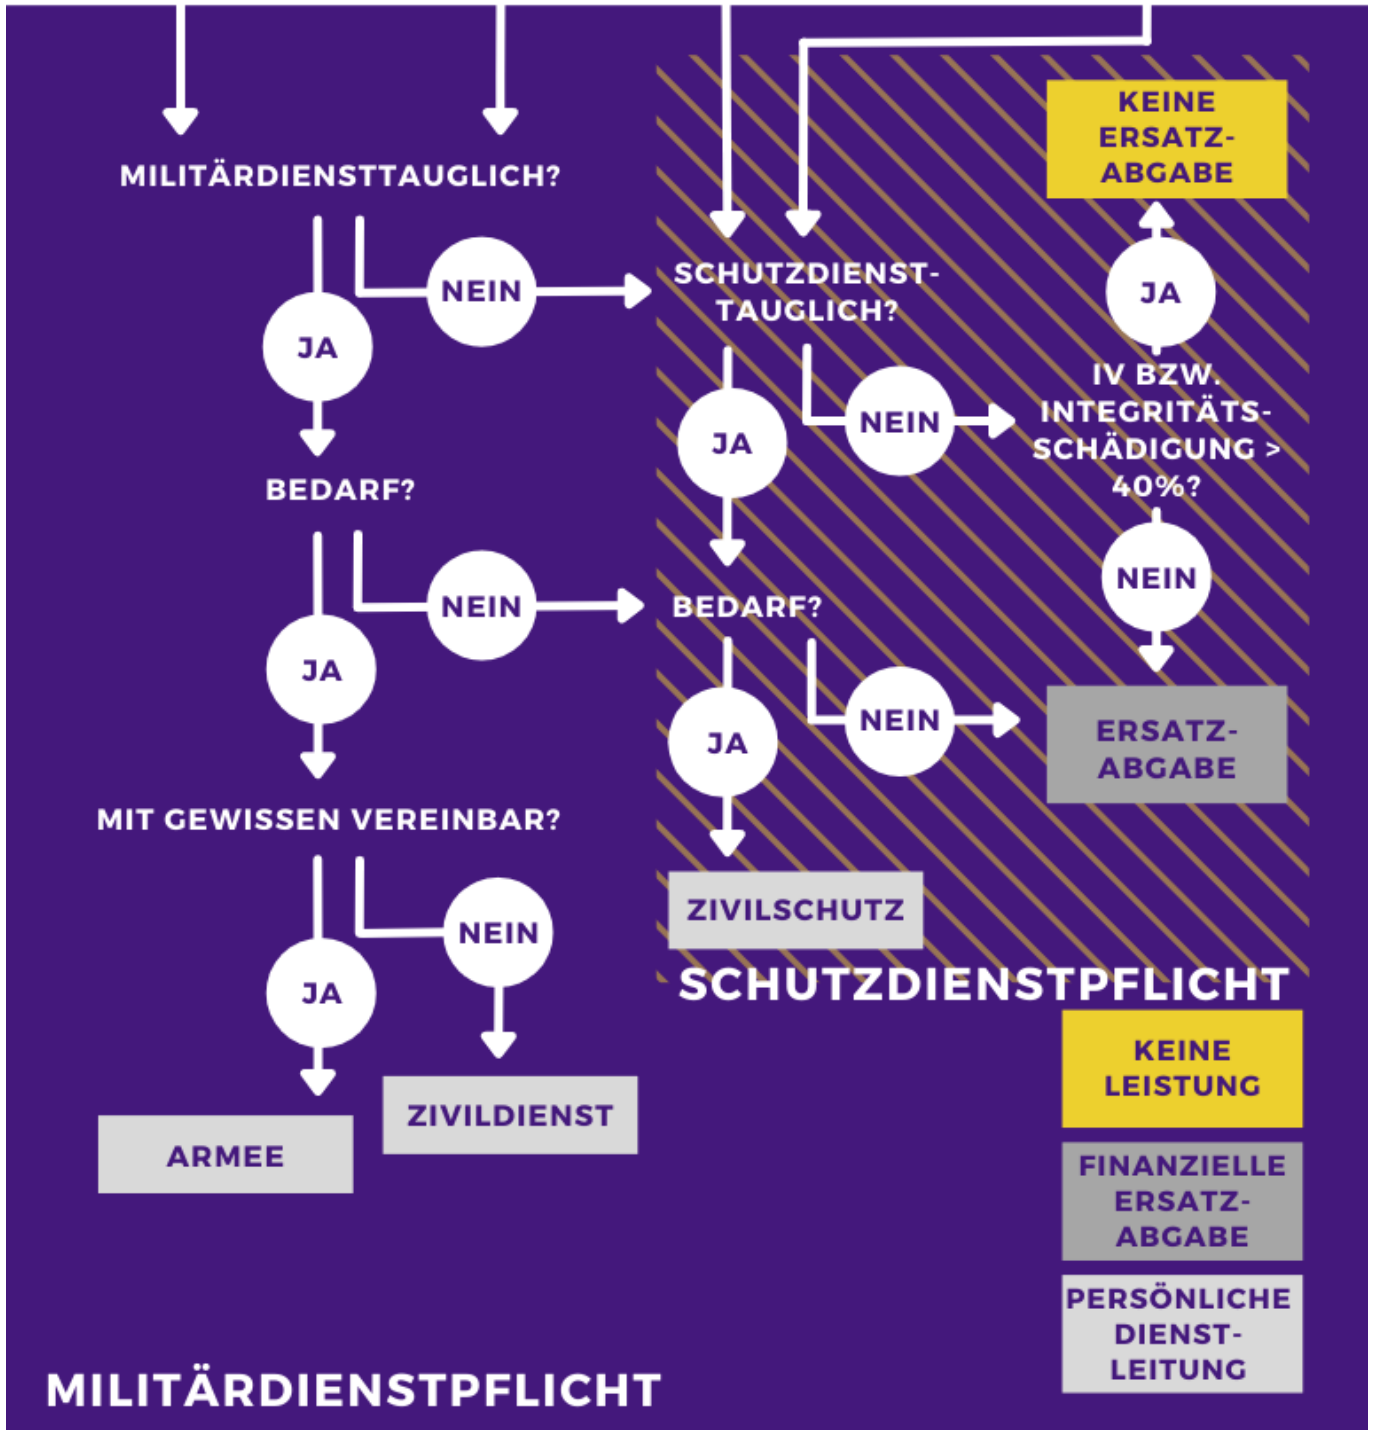 MILITÄRDIENSTTAUGLICH?
NEIN
JA
BEDARF?
NEIN
JA
MIT GEWISSEN VEREINBAR?
NEIN
JA
ZIVILDIENST
ARMEE
SCHUTZDIENST-
TAUGLICH?
NEIN
JA
BEDARF?
NEIN
JA
ZIVILSCHUTZ
KEINE
ERSATZ-
ABGABE
JA
IV BZW.
INTEGRITÄTS-
SCHÄDIGUNG >
40%?
NEIN
ERSATZ-
ABGABE
SCHUTZDIENSTPFLICHT
KEINE
LEISTUNG
FINANZIELLE
ERSATZ-
ABGABE
PERSÖNLICHE
DIENST-
LEITUNG
MILITÄRDIENSTPFLICHT